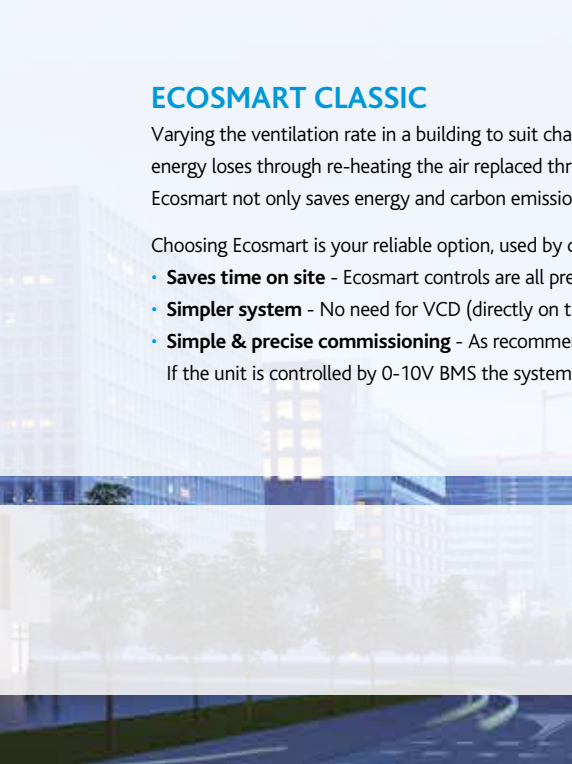 ECOSMART CLASSIC
Varying the ventilation rate in a building to suit cha
energy loses through re-heating the air replaced thr
Ecosmart not only saves energy and carbon emissio
Choosing Ecosmart is your reliable option, used by
• Saves time on site - Ecosmart controls are all pre
• Simpler system - No need for VCD (directly on t
• Simple & precise commissioning - As recomme
If the unit is controlled by 0-10V BMS the system